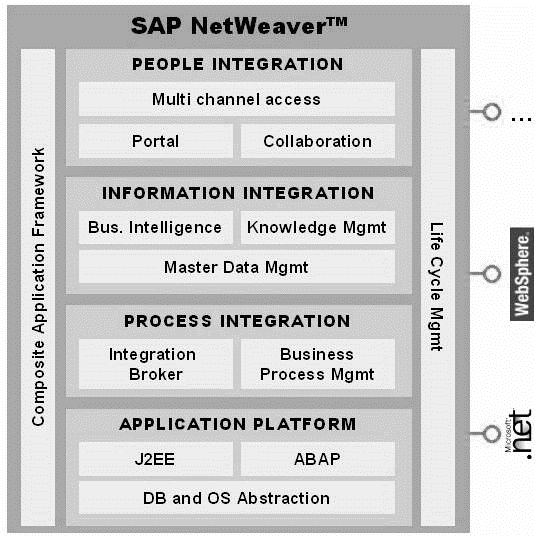 SAP NetWeaver™
Composite Application Framework
PEOPLE INTEGRATION
Multi channel access
Portal
Collaboration
INFORMATION INTEGRATION
Bus. Intelligence
Knowledge Mgmt
Master Data Mgmt
PROCESS INTEGRATION
Integration
Broker
Business
Process Mgmt
APPLICATION PLATFORM
J2EE
ABAP
DB and OS Abstraction
Life Cycle Mgmt
...
WebSphere.
Microsoft
.net